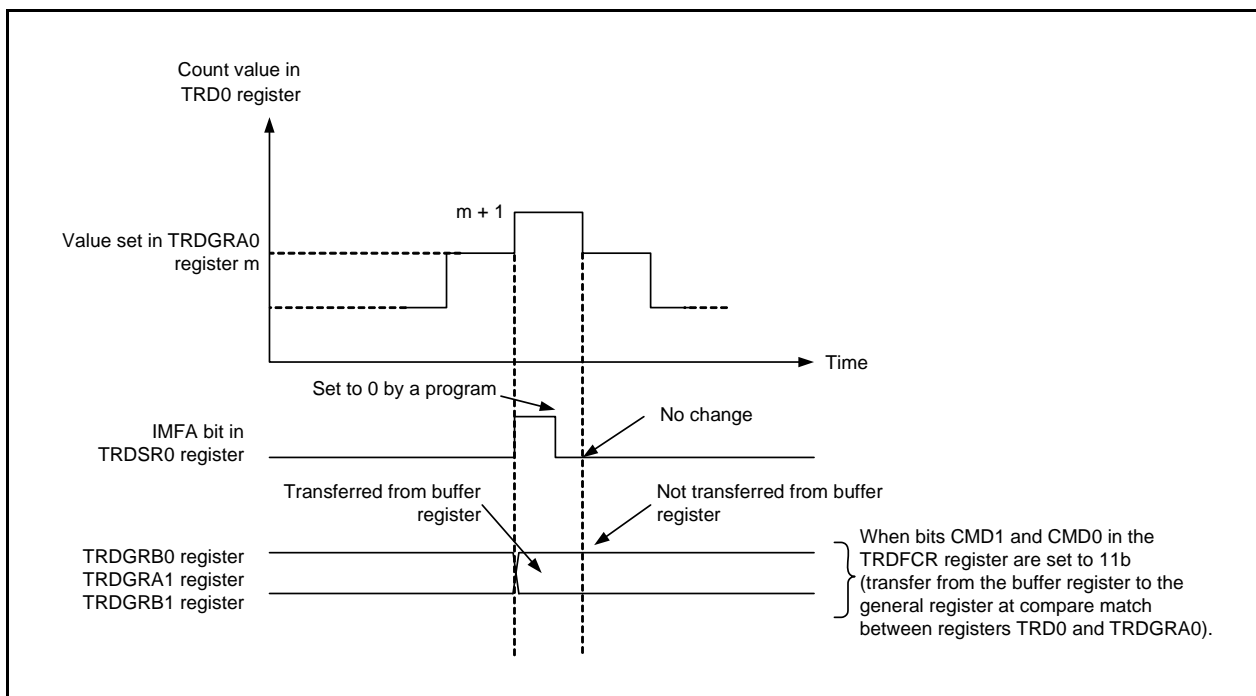 Count value in
TRD0 register
m + 1
Value set in TRDGRA0
register m
Time
Set to 0 by a program
No change
IMFA bit in
TRDSR0 register
Transferred from buffer
register
Not transferred from buffer
register
TRDGRB0 register
TRDGRA1 register
TRDGRB1 register
When bits CMD1 and CMD0 in the
TRDFCR register are set to 11b
(transfer from the buffer register to the
general register at compare match
between registers TRD0 and TRDGRA0).